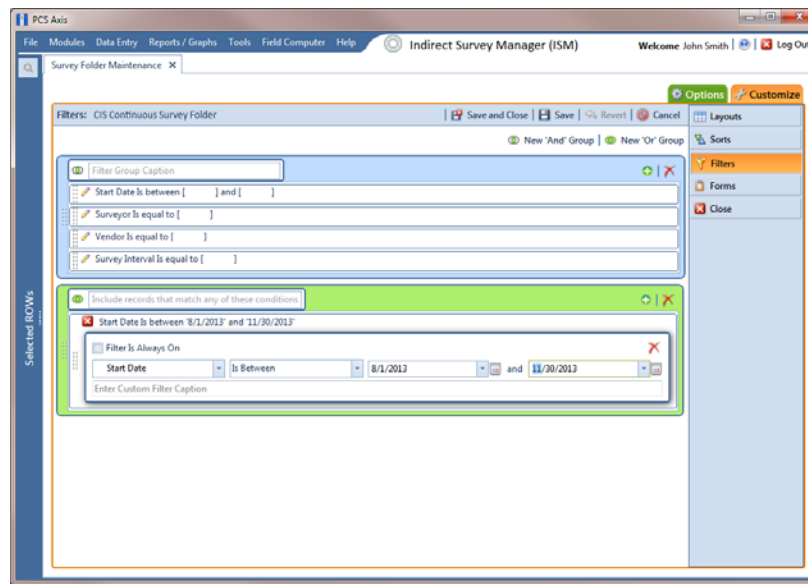 PCS Axis
File Modules Data Entry Reports / Graphs Tools Field Computer Help Indirect Survey Manager (ISM) Welcome John Smith Log Out
Survey Folder Maintenance
Options Customize
Filters: CIS Continuous Survey Folder Save and Close | Save | Revert | Cancel Layouts
New 'And' Group | New 'Or' Group Sorts
Filter Group Caption Filters
Start Date Is between [ ] and [ ] Forms
Surveyor Is equal to [ ] Close
Vendor Is equal to [ ]
Survey Interval Is equal to [ ]
Selected ROWs
Include records that match any of these conditions
Start Date Is between '8/1/2013' and '11/30/2013'
Filter Is Always On
Start Date Is Between 8/1/2013 and 11/30/2013
Enter Custom Filter Caption